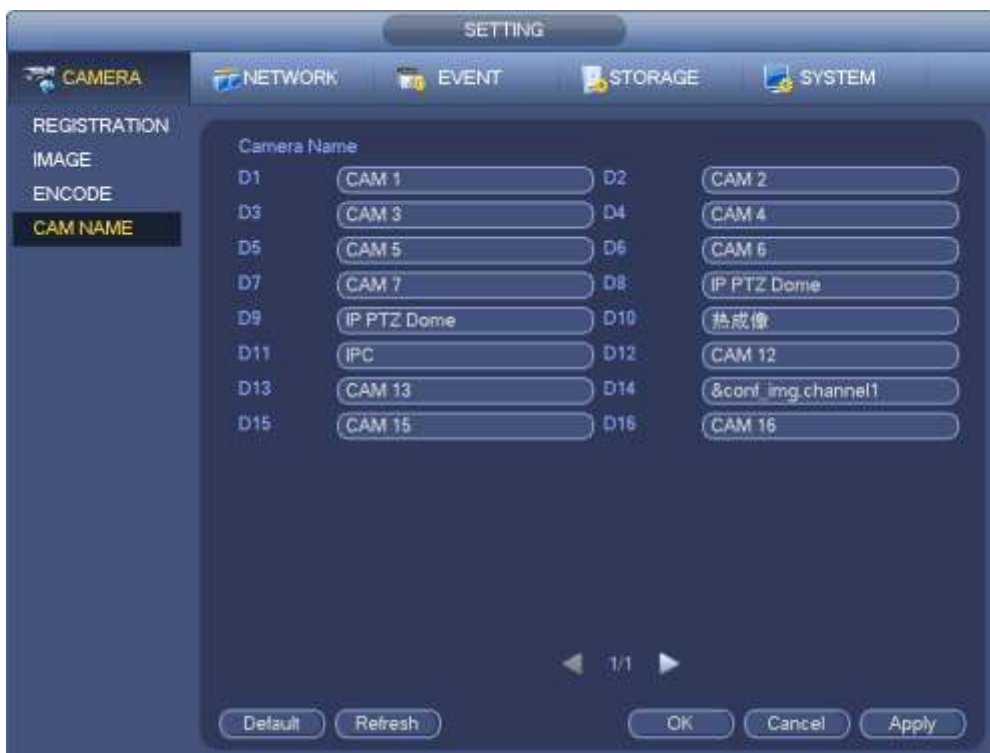 SETTING
CAMERA NETWORK EVENT STORAGE SYSTEM
REGISTRATION
IMAGE
ENCODE
CAM NAME
Camera Name
D1 CAM 1 D2 CAM 2
D3 CAM 3 D4 CAM 4
D5 CAM 5 D6 CAM 6
D7 CAM 7 D8 IP PTZ Dome
D9 IP PTZ Dome D10 热成像
D11 IPC D12 CAM 12
D13 CAM 13 D14 &conf_img.channel1
D15 CAM 15 D16 CAM 16
1/1
Default Refresh OK Cancel Apply